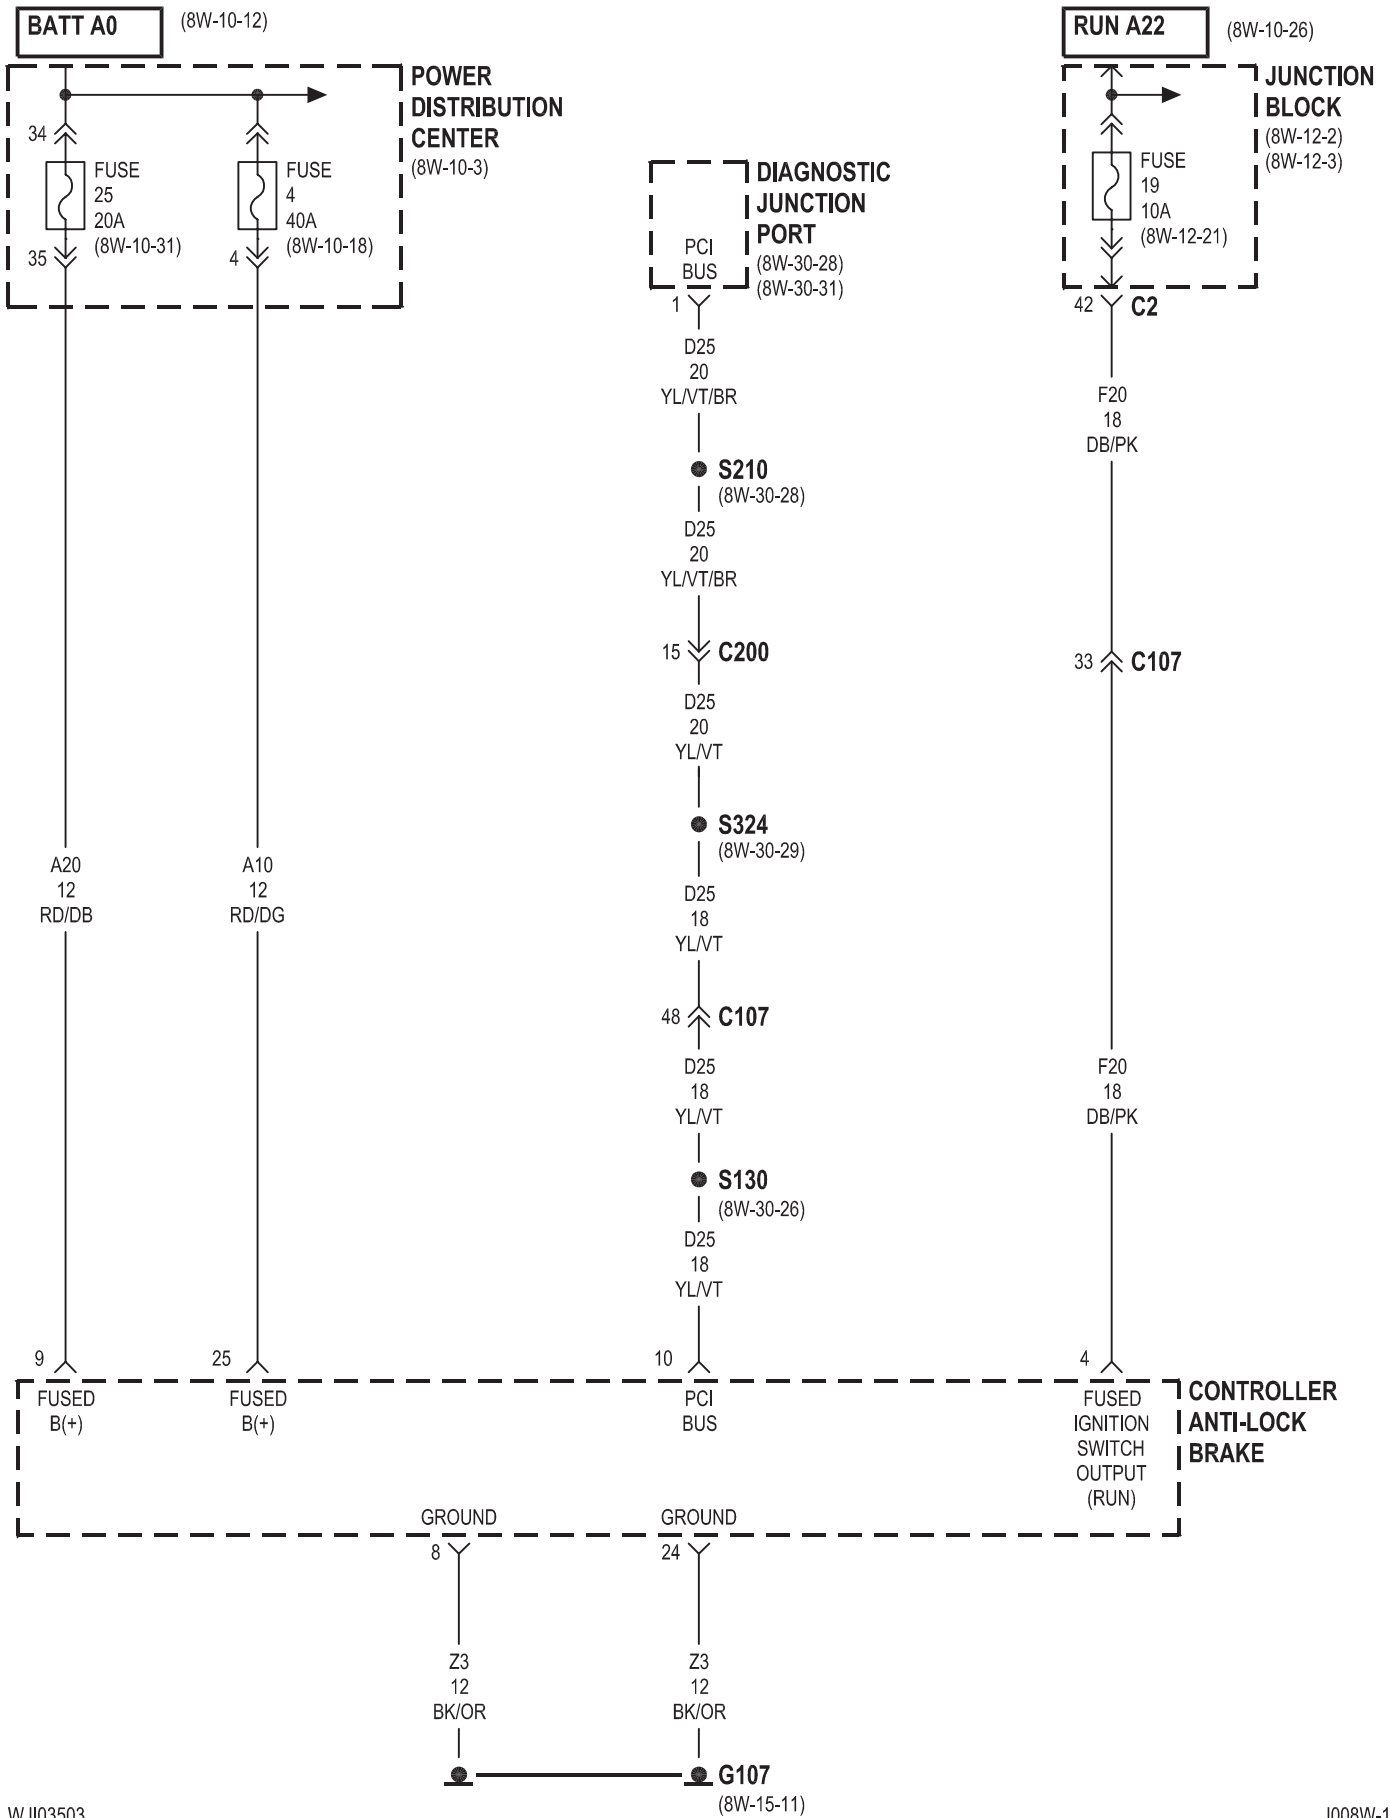 BATT A0
(8W-10-12)
RUN A22
(8W-10-26)
POWER
DISTRIBUTION
CENTER
(8W-10-3)
34
FUSE
25
20A
(8W-10-31)
35
FUSE
4
40A
(8W-10-18)
4
DIAGNOSTIC
JUNCTION
PORT
(8W-30-28)
(8W-30-31)
PCI
BUS
1
JUNCTION
BLOCK
(8W-12-2)
(8W-12-3)
FUSE
19
10A
(8W-12-21)
42
C2
D25
20
YL/VT/BR
F20
18
DB/PK
S210
(8W-30-28)
D25
20
YL/VT/BR
15
C200
33
C107
D25
20
YL/VT
S324
(8W-30-29)
A20
12
RD/DB
A10
12
RD/DG
D25
18
YL/VT
48
C107
D25
18
YL/VT
F20
18
DB/PK
S130
(8W-30-26)
D25
18
YL/VT
9
25
10
4
FUSED
B(+)
FUSED
B(+)
PCI
BUS
FUSED
IGNITION
SWITCH
OUTPUT
(RUN)
CONTROLLER
ANTI-LOCK
BRAKE
GROUND
GROUND
8
24
Z3
12
BK/OR
Z3
12
BK/OR
G107
(8W-15-11)
WJI03503
J008W-1